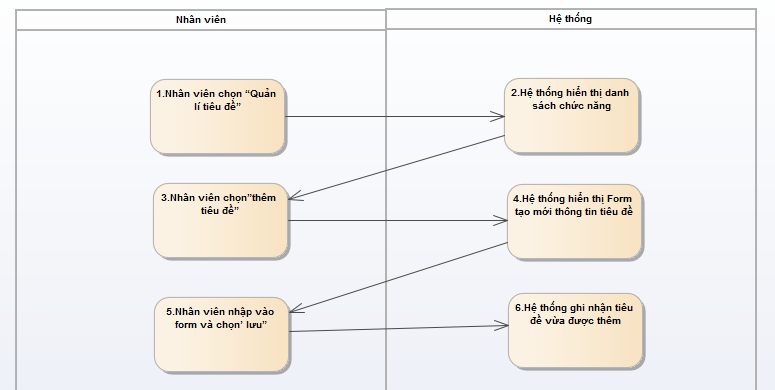 Nhân viên
Hệ thống
1.Nhân viên chọn “Quản
lí tiêu đề”
2.Hệ thống hiển thị danh
sách chức năng
3.Nhân viên chọn”thêm
tiêu đề”
4.Hệ thống hiển thị Form
tạo mới thông tin tiêu đề
5.Nhân viên nhập vào
form và chọn’ lưu”
6.Hệ thống ghi nhận tiêu
đề vừa được thêm